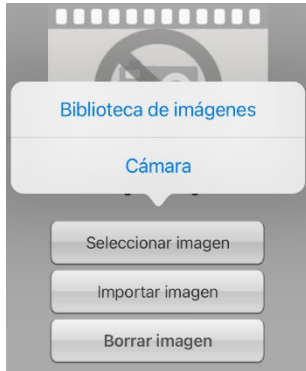 Biblioteca de imágenes
Cámara
Seleccionar imagen
Importar imagen
Borrar imagen